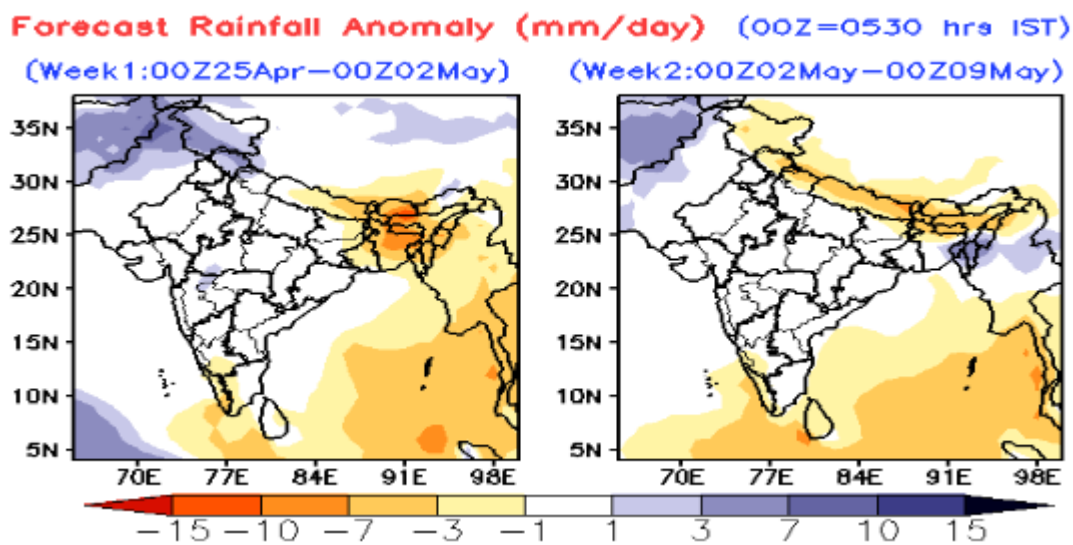 Forecast Rainfall Anomaly (mm/day) (00Z=0530 hrs IST)
(Week1:00Z25Apr–00Z02May) (Week2:00Z02May–00Z09May)
35N 35N
30N 30N
25N 25N
20N 20N
15N 15N
10N 10N
5N 5N
70E 77E 84E 91E 98E 70E 77E 84E 91E 98E
−15 −10 −7 −3 −1 1 3 7 10 15